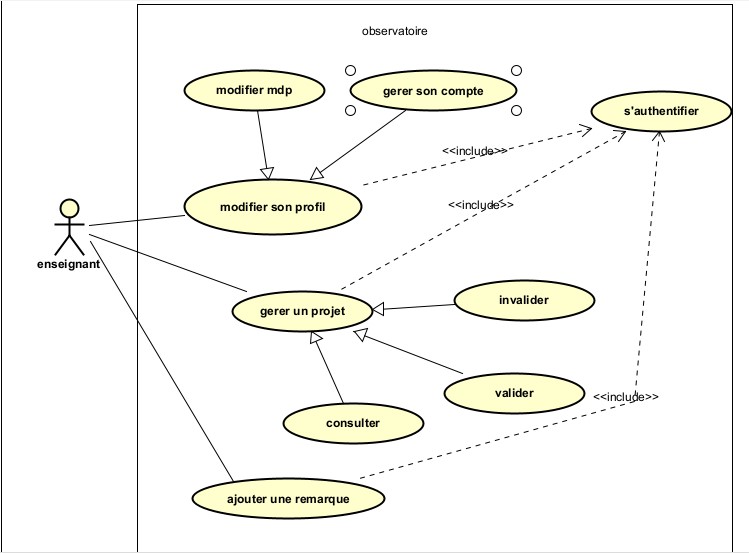 observatoire
modifier mdp
gerer son compte
s'authentifier
<<include>>
modifier son profil
<<include>>
enseignant
invalider
gerer un projet
valider
<<include>>
consulter
ajouter une remarque